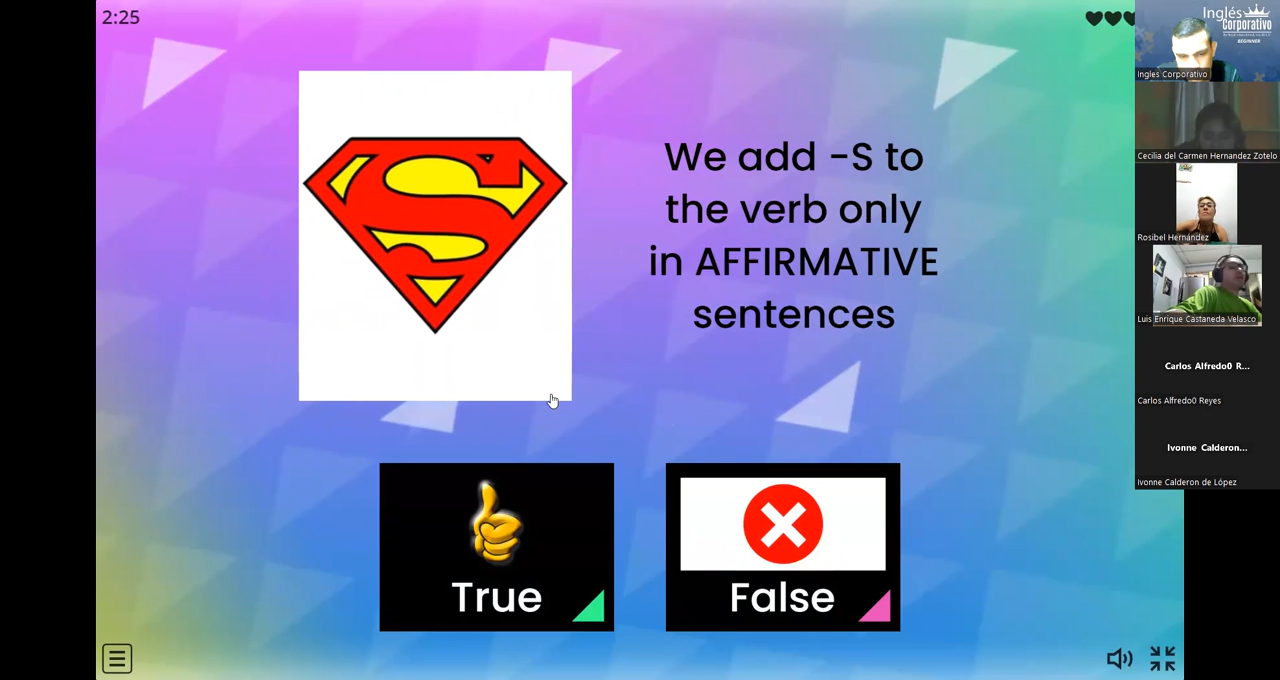 2:25
We add -S to
the verb only
in AFFIRMATIVE
sentences
True
False
Inglés
Corporativo
BEGINNER
Ingles Corporativo
Cecilia del Carmen Hernandez Zotelo
Rosibel Hernández
Luis Enrique Castaneda Velasco
Carlos Alfredo0 R...
Carlos Alfredo0 Reyes
Ivonne Calderon...
Ivonne Calderon de López